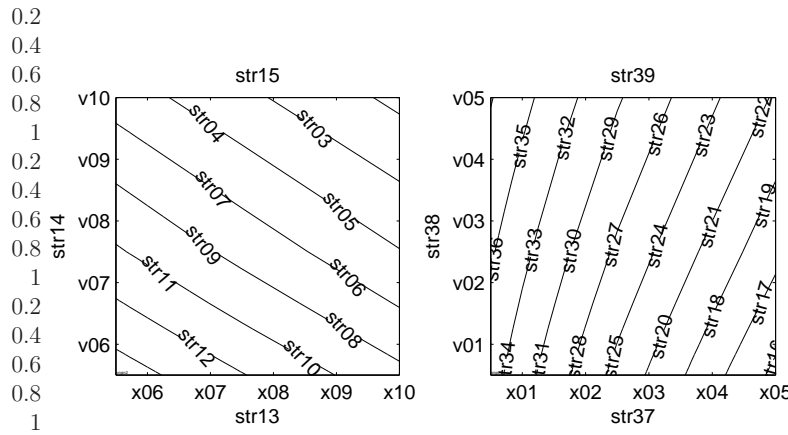 0.2
0.4
0.6
0.8
1
0.2
0.4
0.6
0.8
1
0.2
0.4
0.6
0.8
1
str15
v10
v09
v08
v07
v06
str14
str03
str04
str05
str07
str06
str09
str08
str11
str10
str12
x06 x07 x08 x09 x10
str13
str39
v05
v04
v03
v02
v01
str38
str35
str32
str29
str26
str23
str22
str36
str33
str30
str27
str24
str21
str19
str34
str31
str28
str25
str20
str18
str17
str16
x01 x02 x03 x04 x05
str37